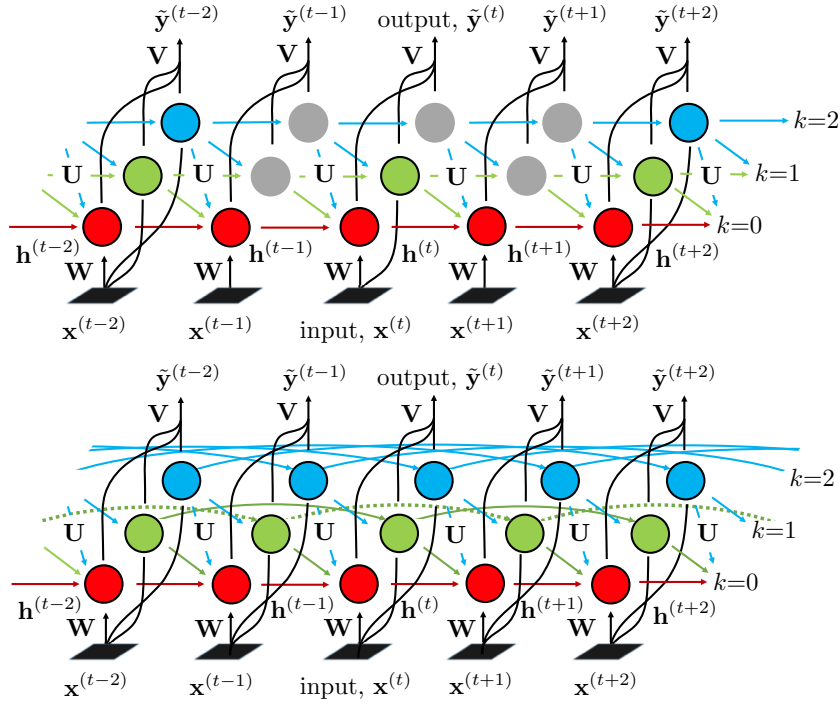 ỹ^(t−2) ỹ^(t−1) output, ỹ^(t) ỹ^(t+1) ỹ^(t+2)
V V V V V
k=2
U U U U U k=1
k=0
h^(t−2) h^(t−1) h^(t) h^(t+1) h^(t+2)
W W W W
x^(t−2) x^(t−1) input, x^(t) x^(t+1) x^(t+2)
ỹ^(t−2) ỹ^(t−1) output, ỹ^(t) ỹ^(t+1) ỹ^(t+2)
V V V V V
k=2
U U U U U U k=1
k=0
h^(t−2) h^(t−1) h^(t) h^(t+1) h^(t+2)
W W W W
x^(t−2) x^(t−1) input, x^(t) x^(t+1) x^(t+2)